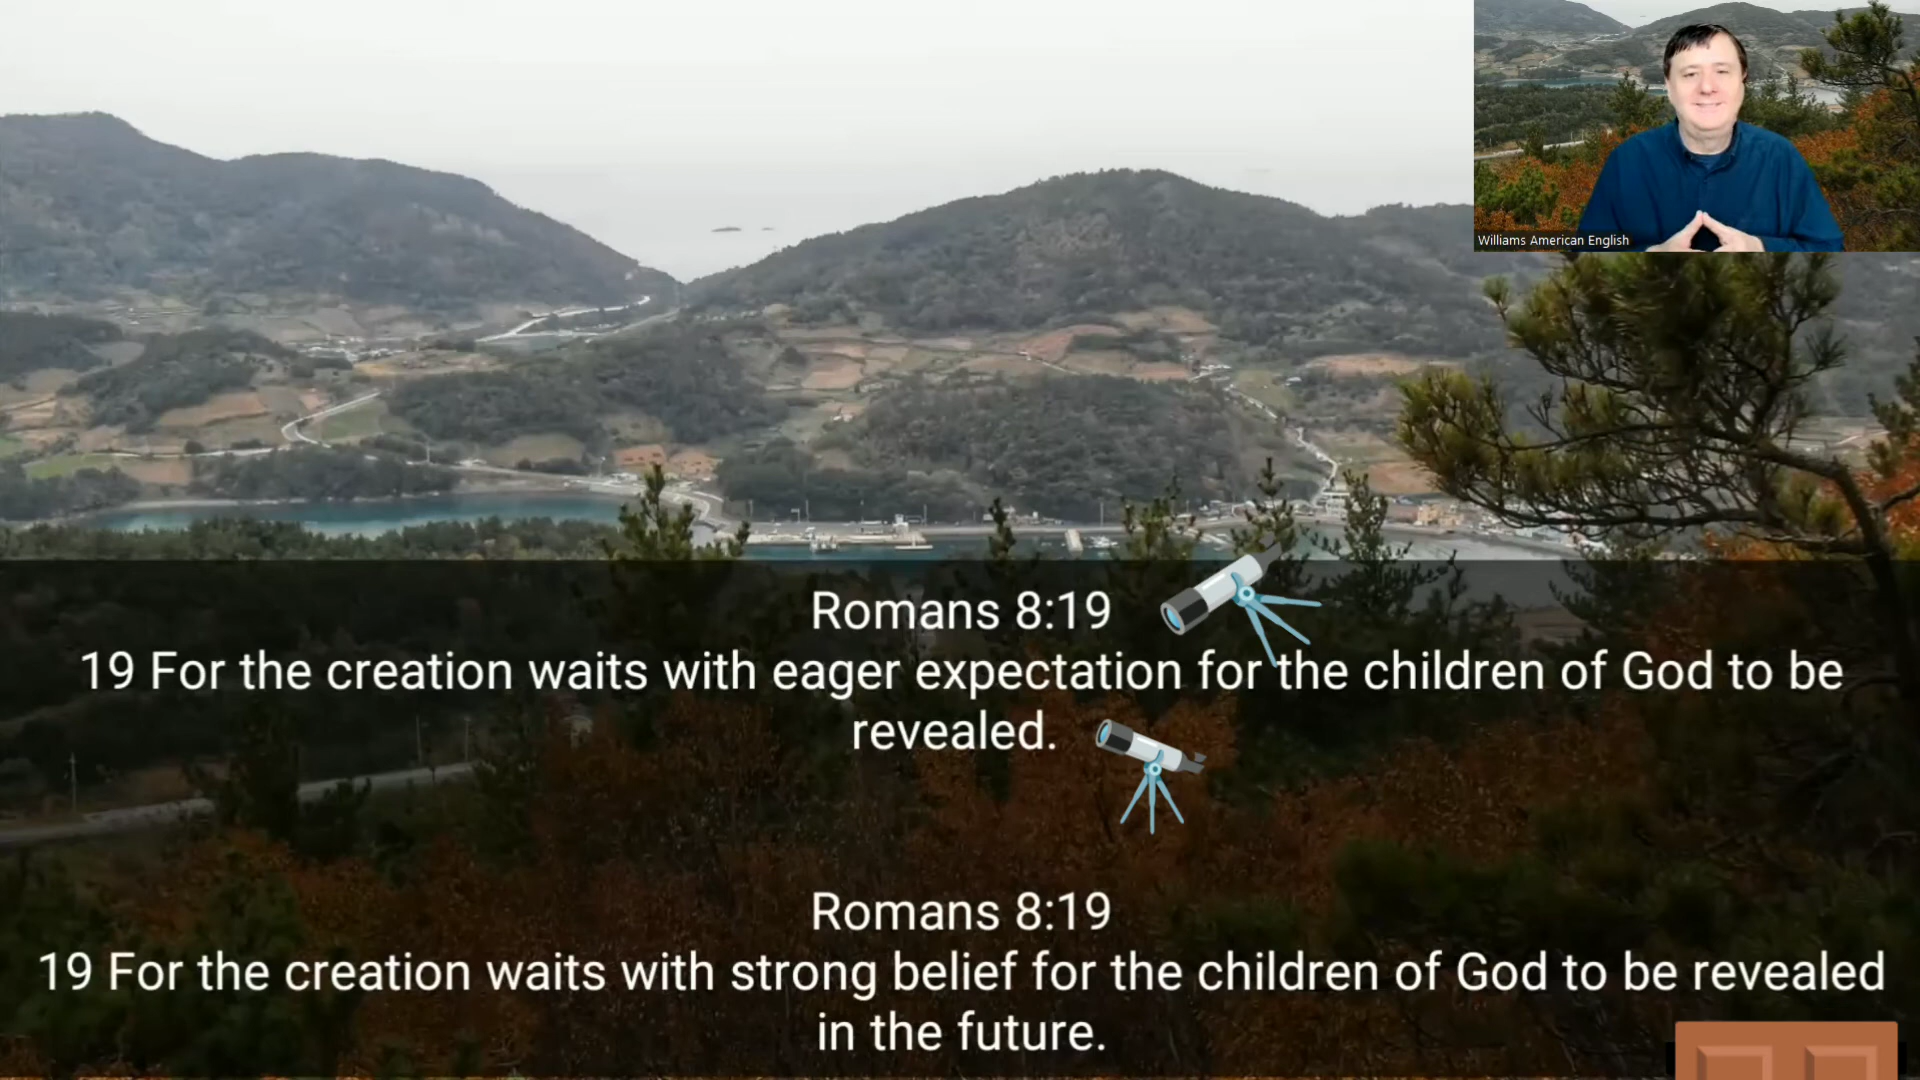 Williams American English
Romans 8:19
19 For the creation waits with eager expectation for the children of God to be
revealed.
Romans 8:19
19 For the creation waits with strong belief for the children of God to be revealed
in the future.